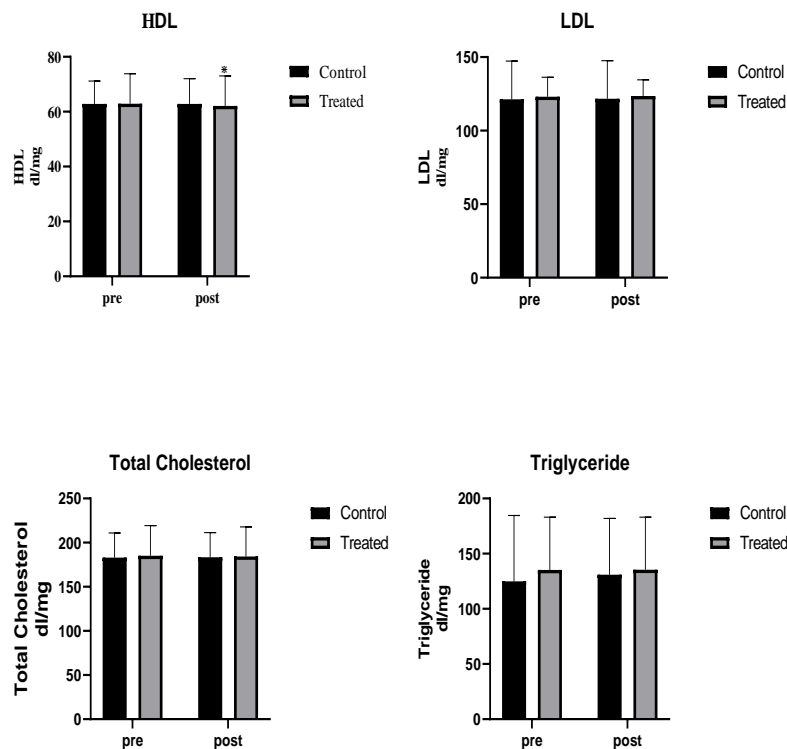 HDL
80
60
40
20
0
HDL
dl/mg
*
pre
post
Control
Treated
LDL
150
100
50
0
LDL
dl/mg
pre
post
Control
Treated
Total Cholesterol
250
200
150
100
50
0
Total Cholesterol
dl/mg
pre
post
Control
Treated
Triglyceride
200
150
100
50
0
Triglyceride
dl/mg
pre
post
Control
Treated